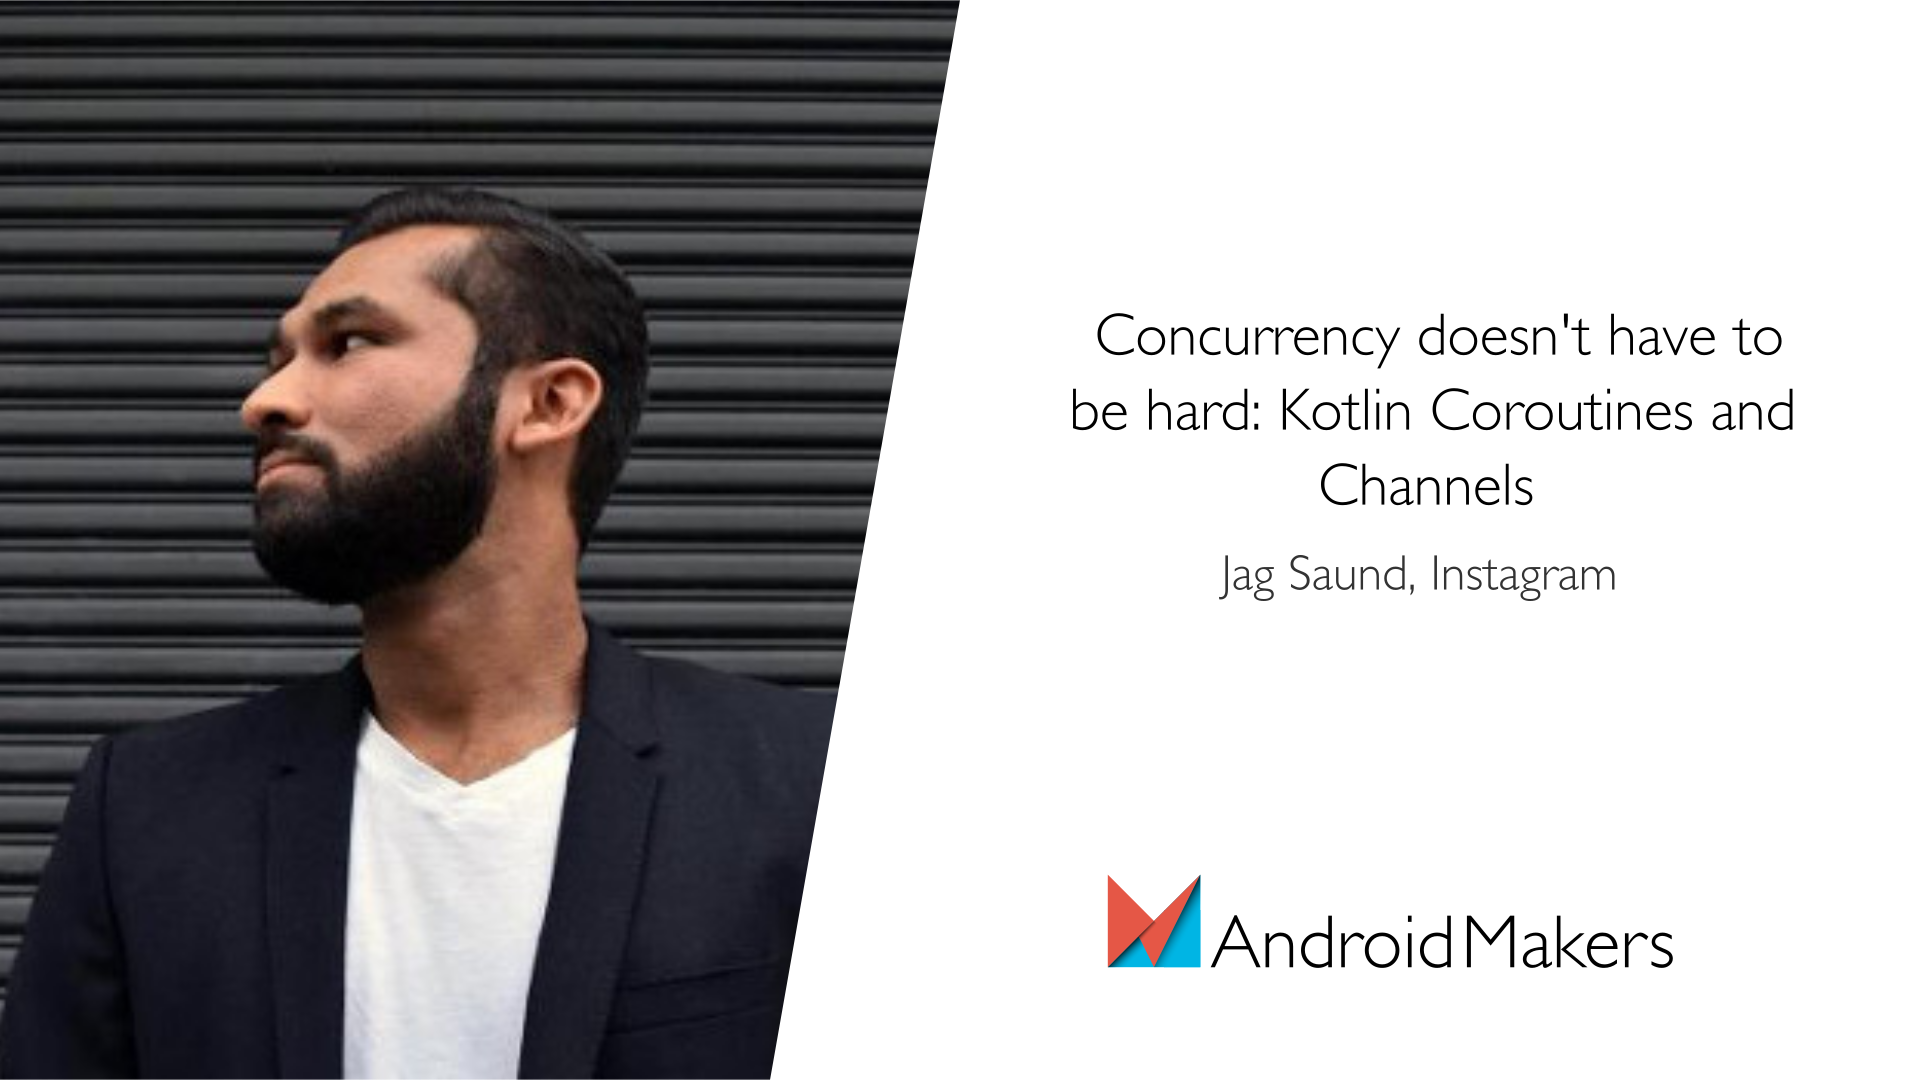 Concurrency doesn't have to
be hard: Kotlin Coroutines and
Channels
Jag Saund, Instagram
AndroidMakers